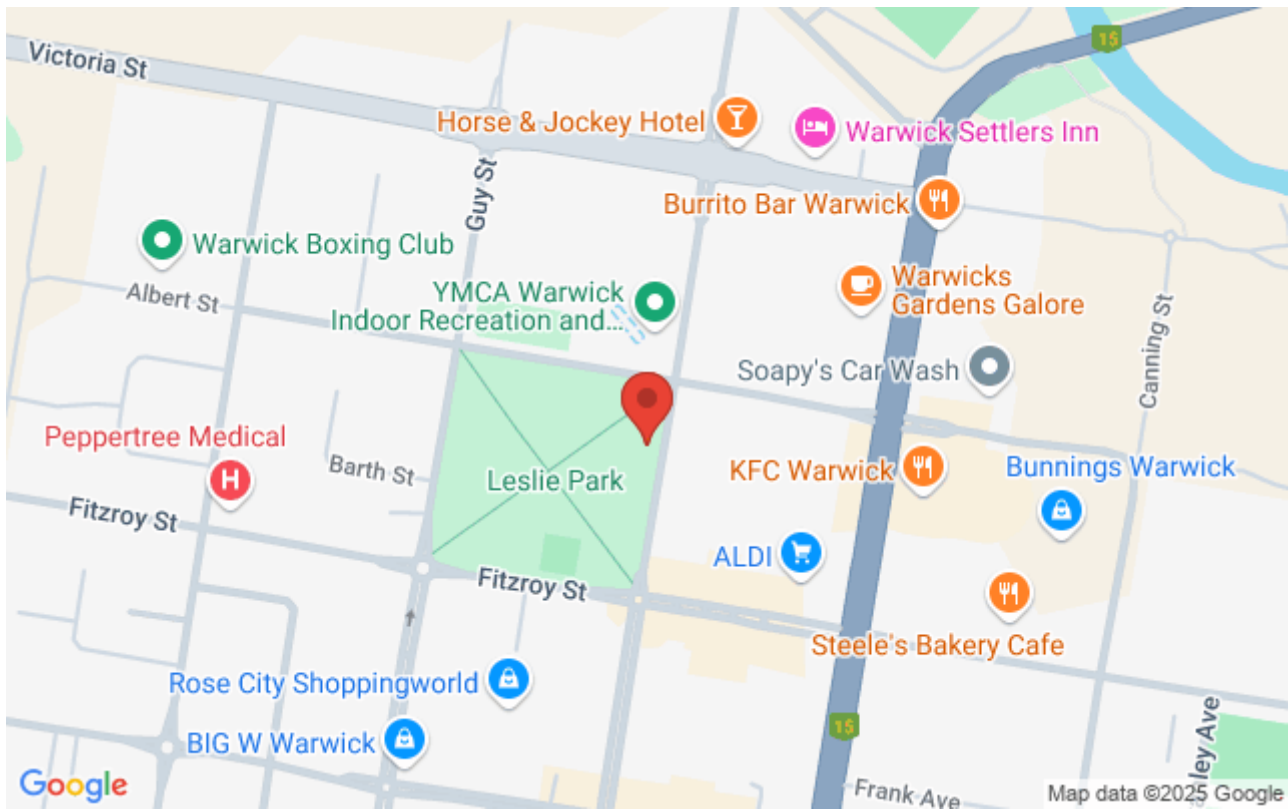 Victoria St
15
Horse & Jockey Hotel
Warwick Settlers Inn
Guy St
Burrito Bar Warwick
Warwick Boxing Club
Albert St
YMCA Warwick
Indoor Recreation and...
Warwicks
Gardens Galore
Canning St
Soapy's Car Wash
Peppertree Medical
H
Barth St
Leslie Park
KFC Warwick
Bunnings Warwick
Fitzroy St
ALDI
Fitzroy St
Steele's Bakery Cafe
Rose City Shoppingworld
BIG W Warwick
15
ley Ave
Frank Ave
Google
Map data ©2025 Google